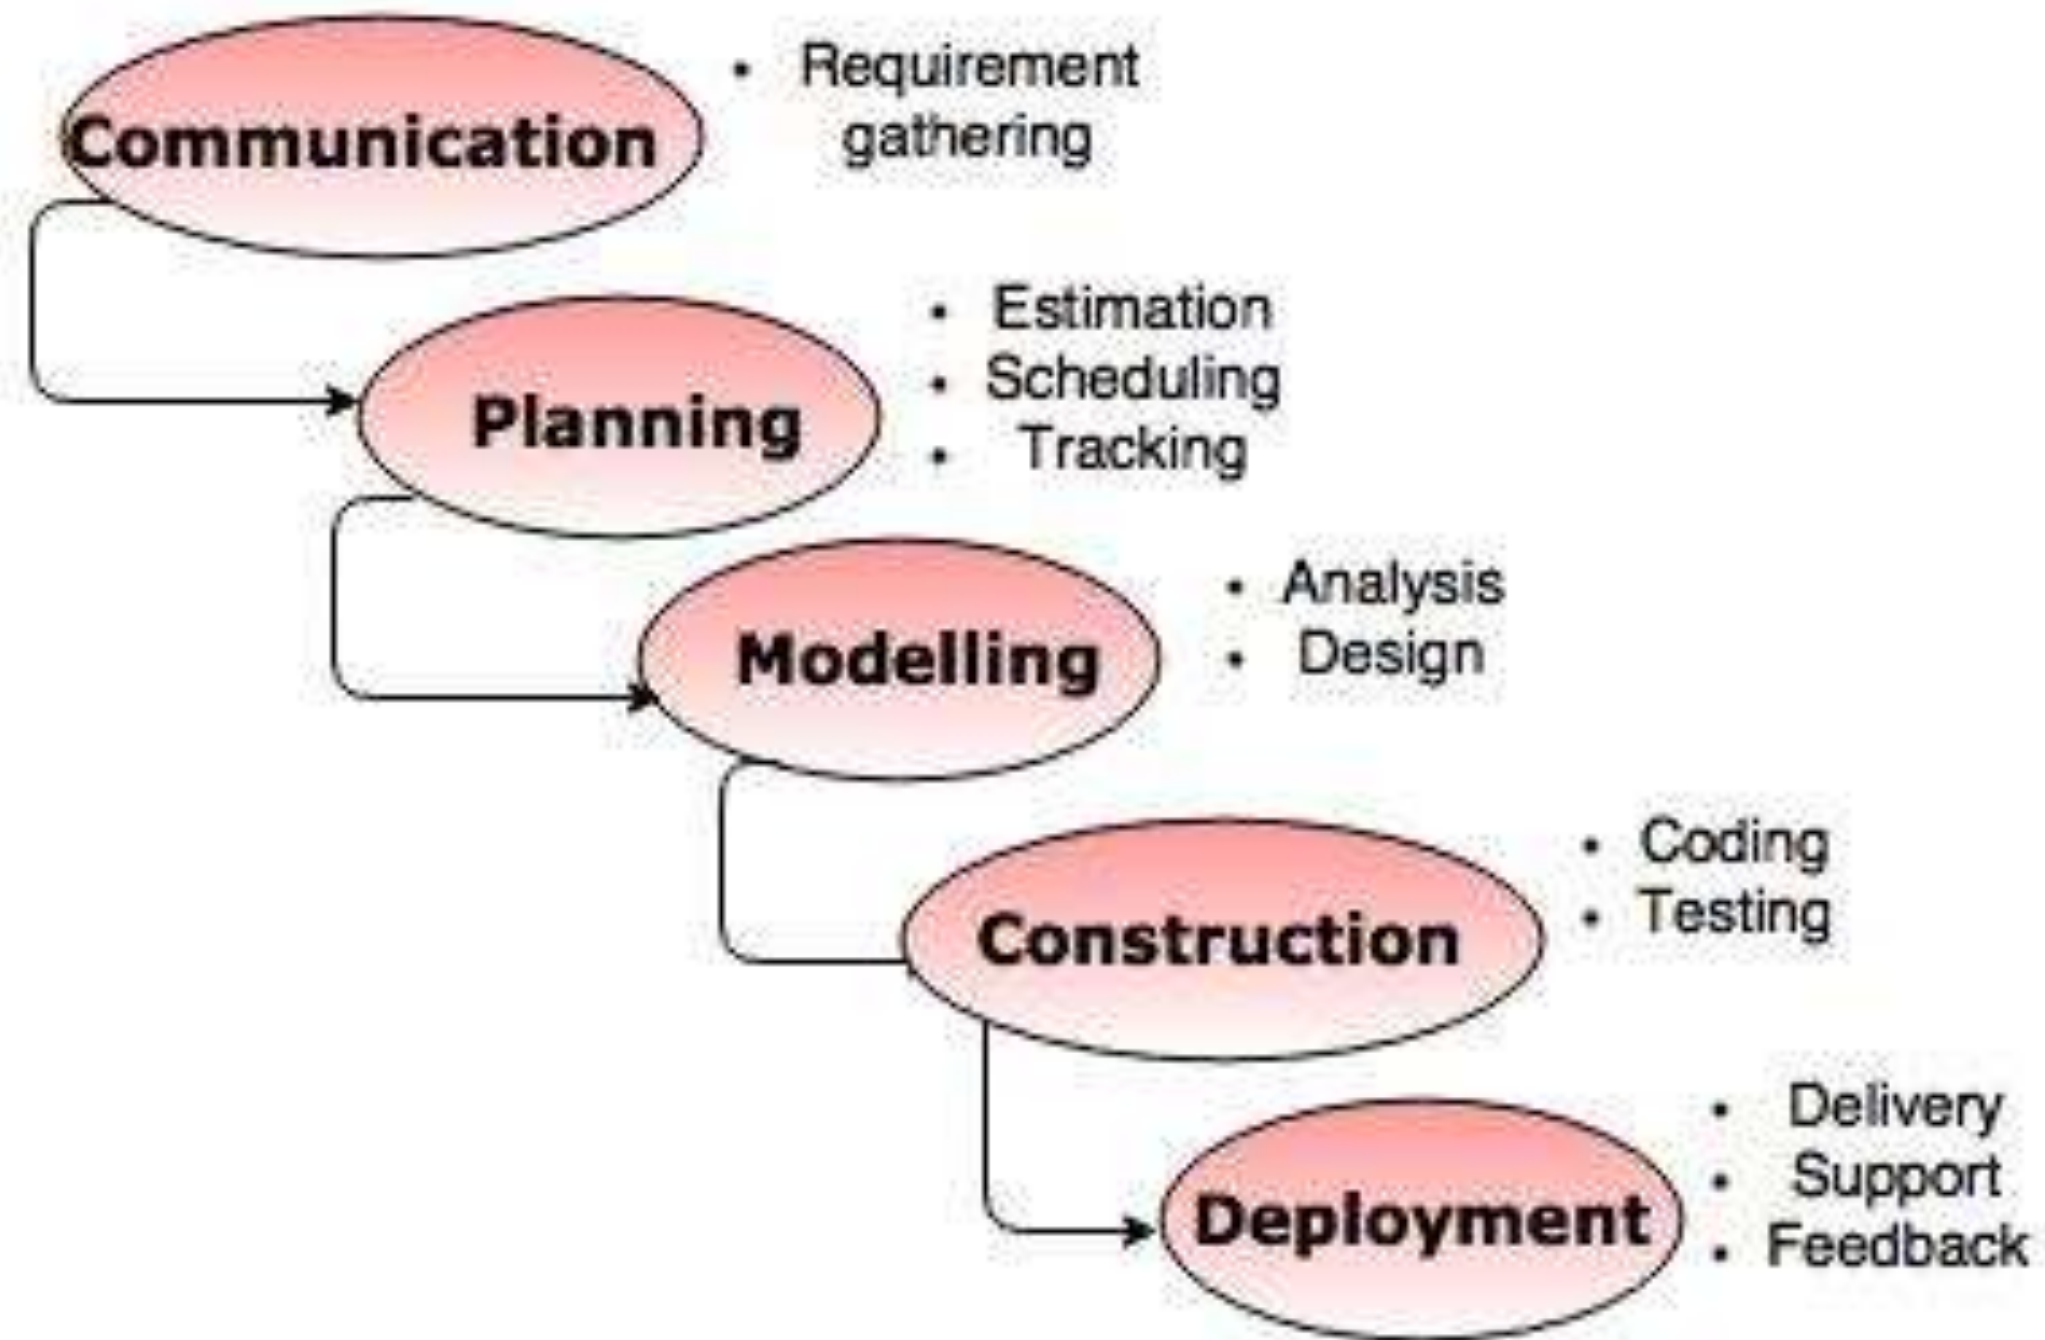 Communication
• Requirement
gathering
Planning
• Estimation
• Scheduling
• Tracking
Modelling
• Analysis
• Design
Construction
• Coding
• Testing
Deployment
• Delivery
• Support
• Feedback